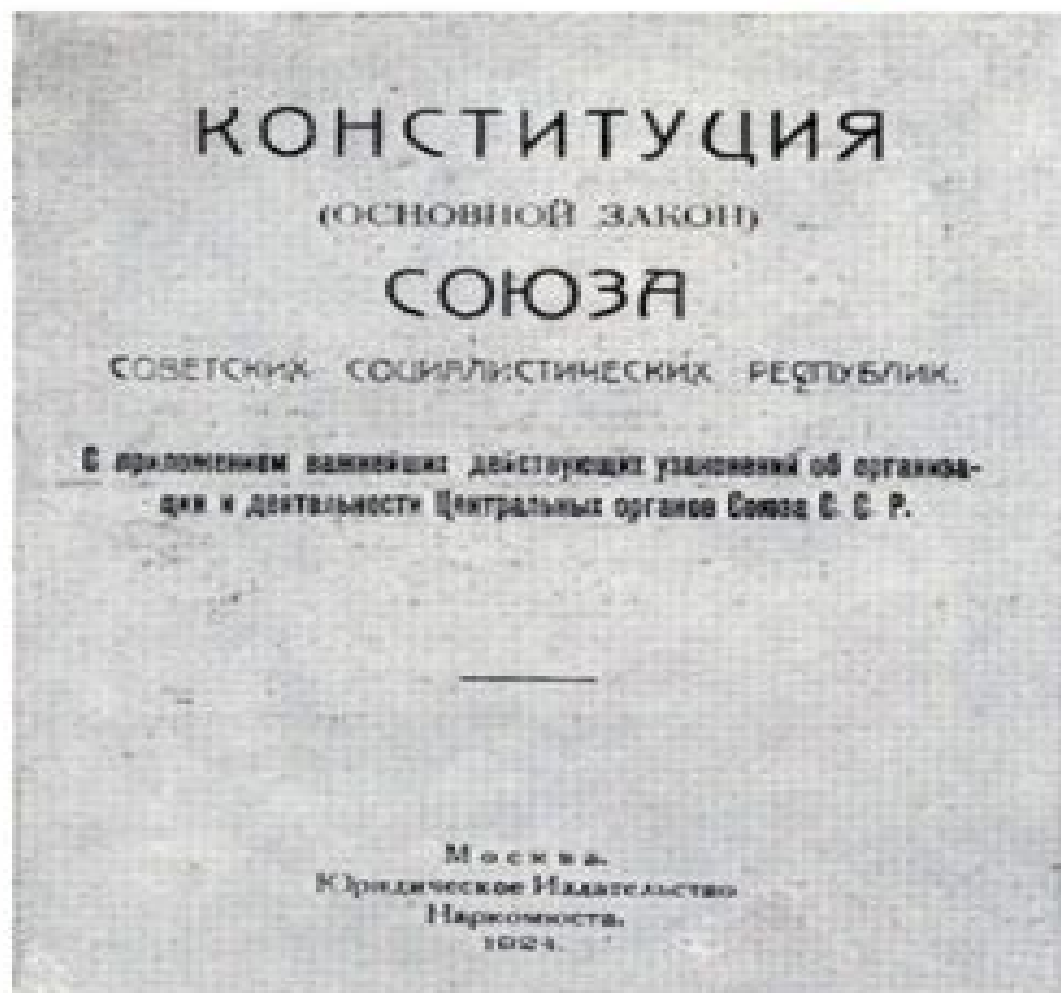 КОНСТИТУЦИЯ
(ОСНОВНОЙ ЗАКОН)
СОЮЗА
СОВЕТСКИХ СОЦИАЛИСТИЧЕСКИХ РЕСПУБЛИК.
С приложением важнейших действующих узаконений об организа-
ции и деятельности Центральных органов Союза С. С. Р.
Москва.
Юридическое Издательство
Наркомюста.
1924.